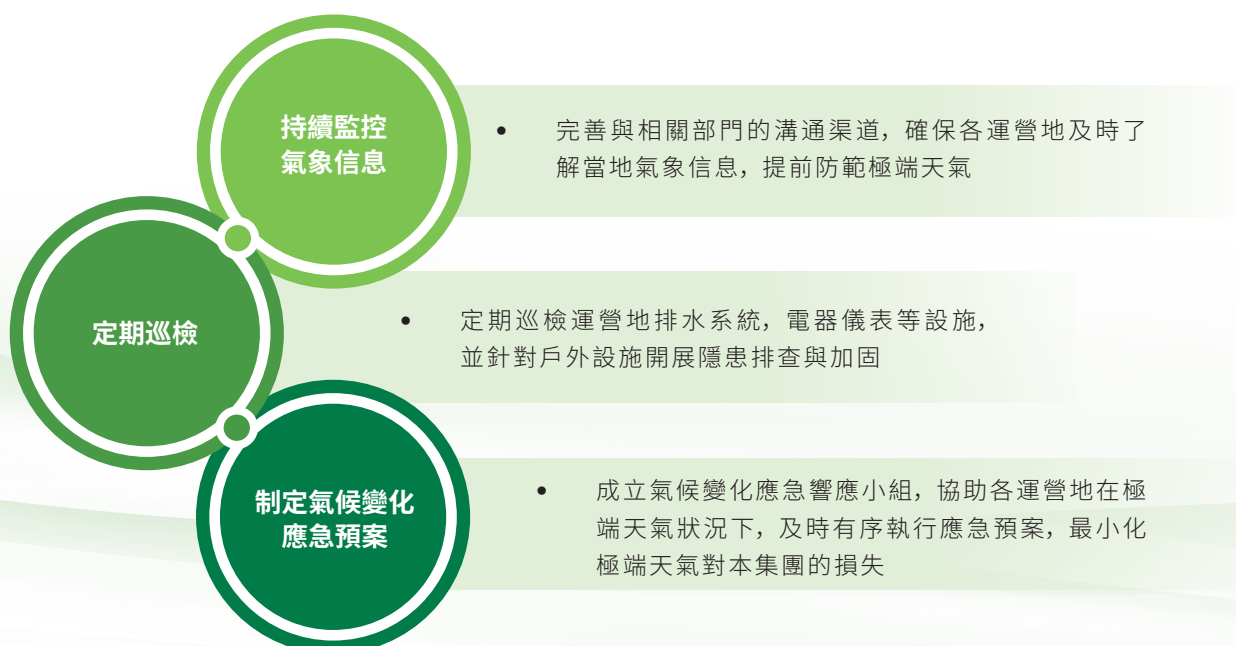 持續監控
氣象信息
• 完善與相關部門的溝通渠道，確保各運營地及時了
解當地氣象信息，提前防範極端天氣
定期巡檢
• 定期巡檢運營地排水系統，電器儀表等設施，
並針對戶外設施開展隱患排查與加固
制定氣候變化
應急預案
• 成立氣候變化應急響應小組，協助各運營地在極
端天氣狀況下，及時有序執行應急預案，最小化
極端天氣對本集團的損失